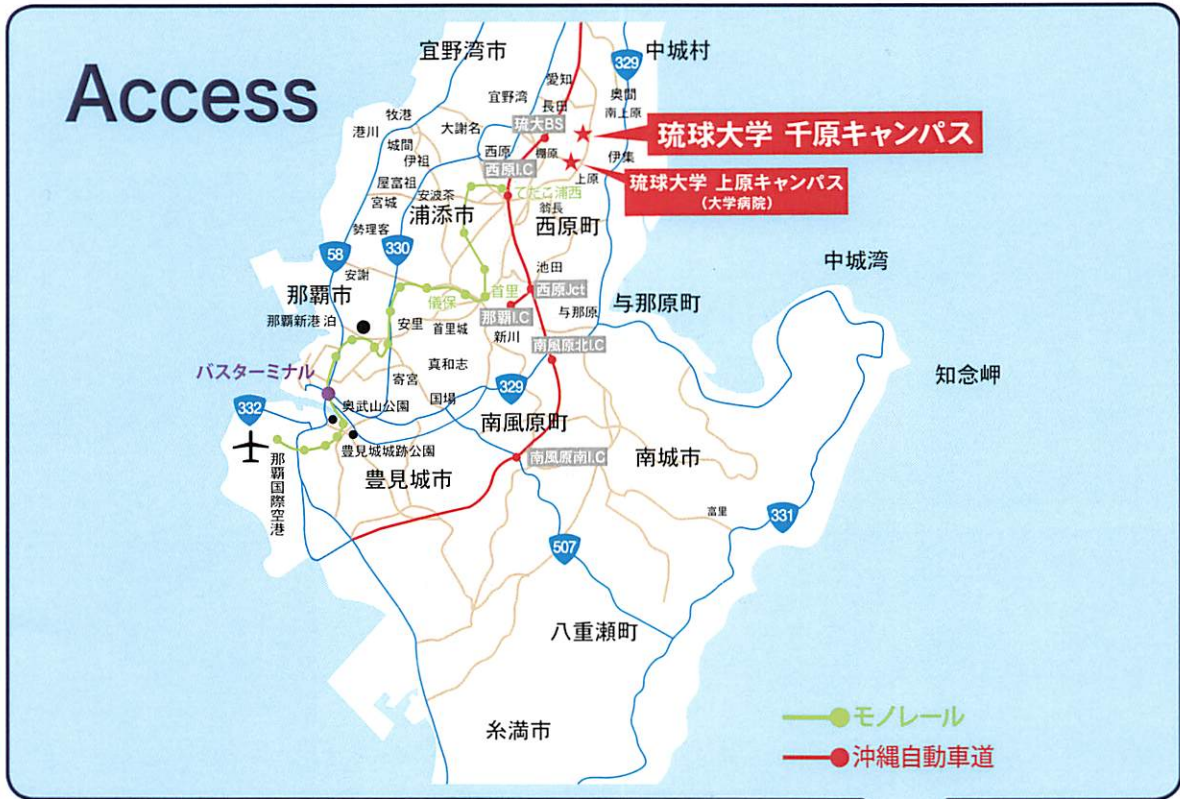 Access
宜野湾市
中城村
329
愛知
宜野湾
長田
奥間
南上原
牧港
港川
大謝名
琉大BS
琉球大学 千原キャンパス
城間
伊祖
西原
棚原
伊集
西原I.C
上原
琉球大学 上原キャンパス
(大学病院)
屋富祖
安波茶
てだこ浦西
宮城
浦添市
翁長
西原町
勢理客
58
330
中城湾
安謝
池田
那覇市
儀保
首里
西原Jct
与那原町
那覇新港
泊
安里
首里城
那覇I.C
与那原
新川
南風原北I.C
バスターミナル
真和志
知念岬
寄宮
329
332
奥武山公園
国場
南風原町
豊見城城跡公園
南風原南I.C
南城市
那覇国際空港
豊見城市
富里
331
507
八重瀬町
糸満市
モノレール
沖縄自動車道